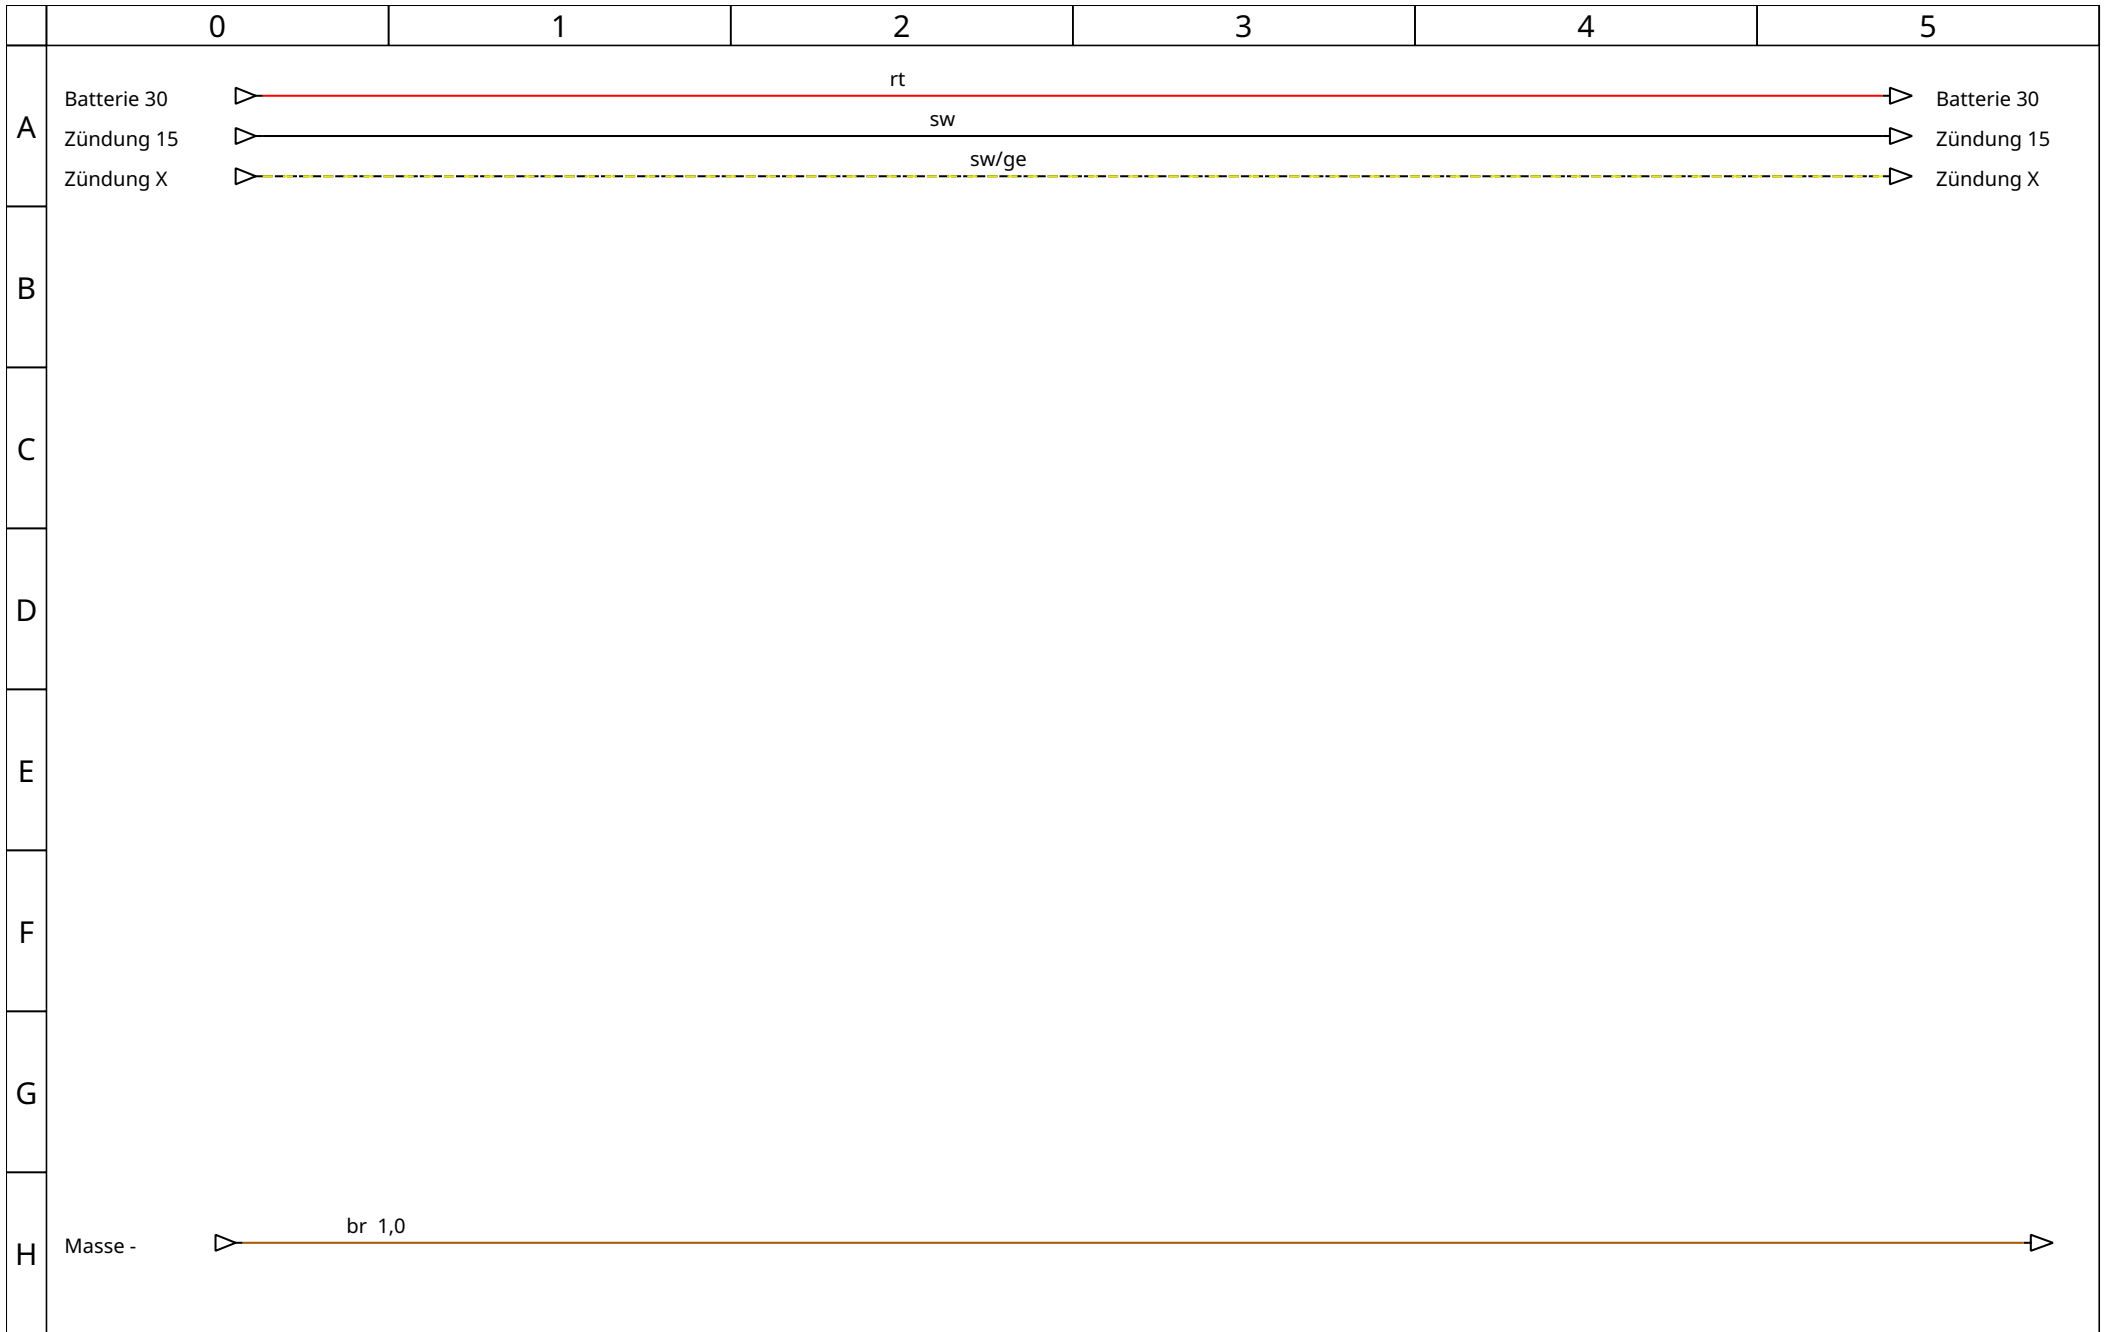 0 1 2 3 4 5
A
rt
Batterie 30 Batterie 30
sw
Zündung 15 Zündung 15
sw/ge
Zündung X Zündung X
B
C
D
E
F
G
H
br 1,0
Masse -